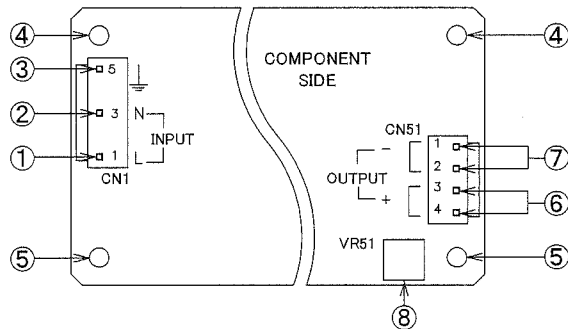 ④
④
COMPONENT
SIDE
③
5
②
3
N
INPUT
①
1
L
CN1
CN51
OUTPUT
-
+
1
2
3
4
⑦
⑥
VR51
⑤
⑤
⑧